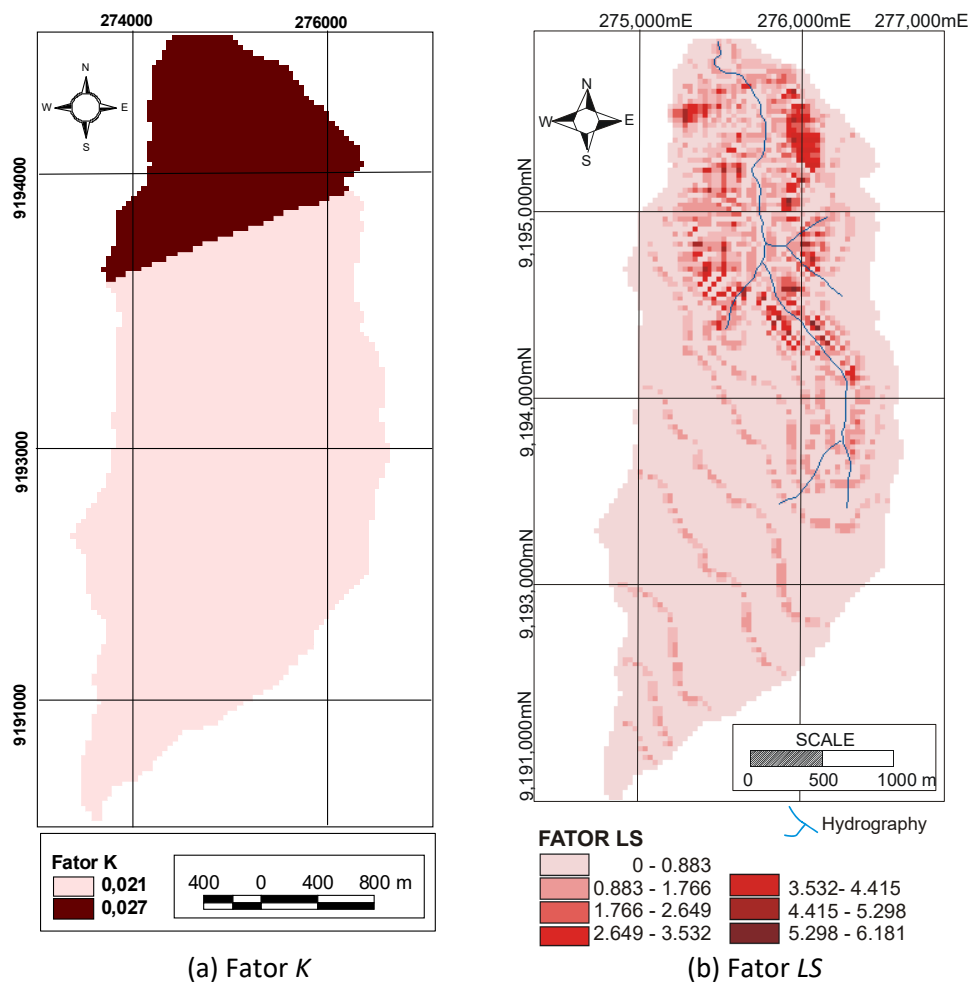 274000 276000
N
W E
S
9194000
9193000
9191000
Fator K
0,021
0,027
400 0 400 800 m
(a) Fator K
275,000mE 276,000mE 277,000mE
N
W E
S
9,195,000mN
9,194,000mN
9,193,000mN
9,191,000mN
SCALE
0 500 1000 m
Hydrography
FATOR LS
0 - 0.883
0.883 - 1.766
1.766 - 2.649
2.649 - 3.532
3.532- 4.415
4.415 - 5.298
5.298 - 6.181
(b) Fator LS